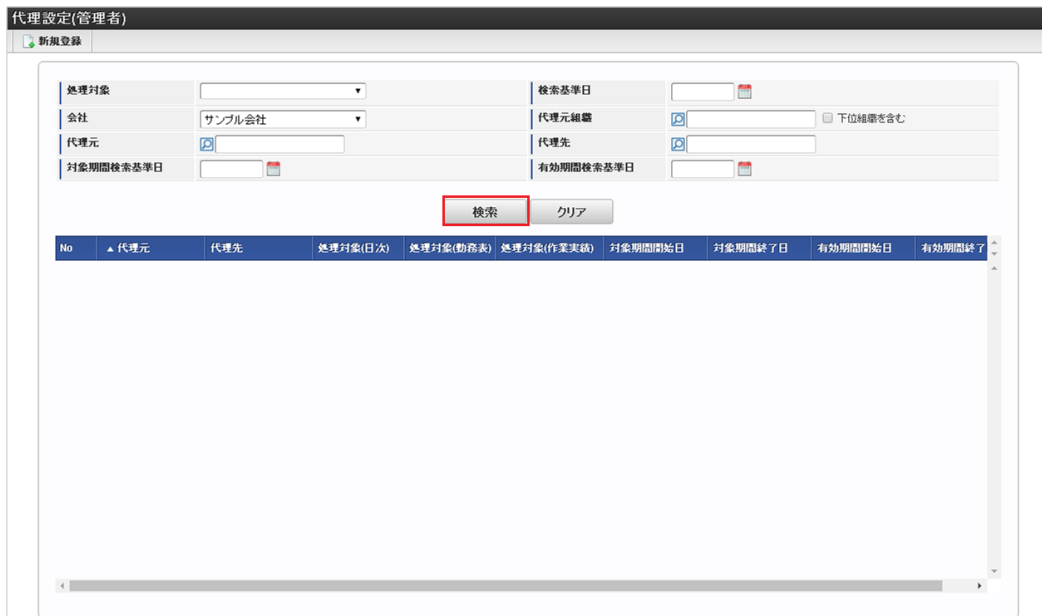 代理設定(管理者)
新規登録
処理対象 検索基準日
会社 サンプル会社 代理元組織 下位組織を含む
代理元 代理先
対象期間検索基準日 有効期間検索基準日
検索 クリア
No ▲ 代理元 代理先 処理対象(日次) 処理対象(勤務表) 処理対象(作業実績) 対象期間開始日 対象期間終了日 有効期間開始日 有効期間終了